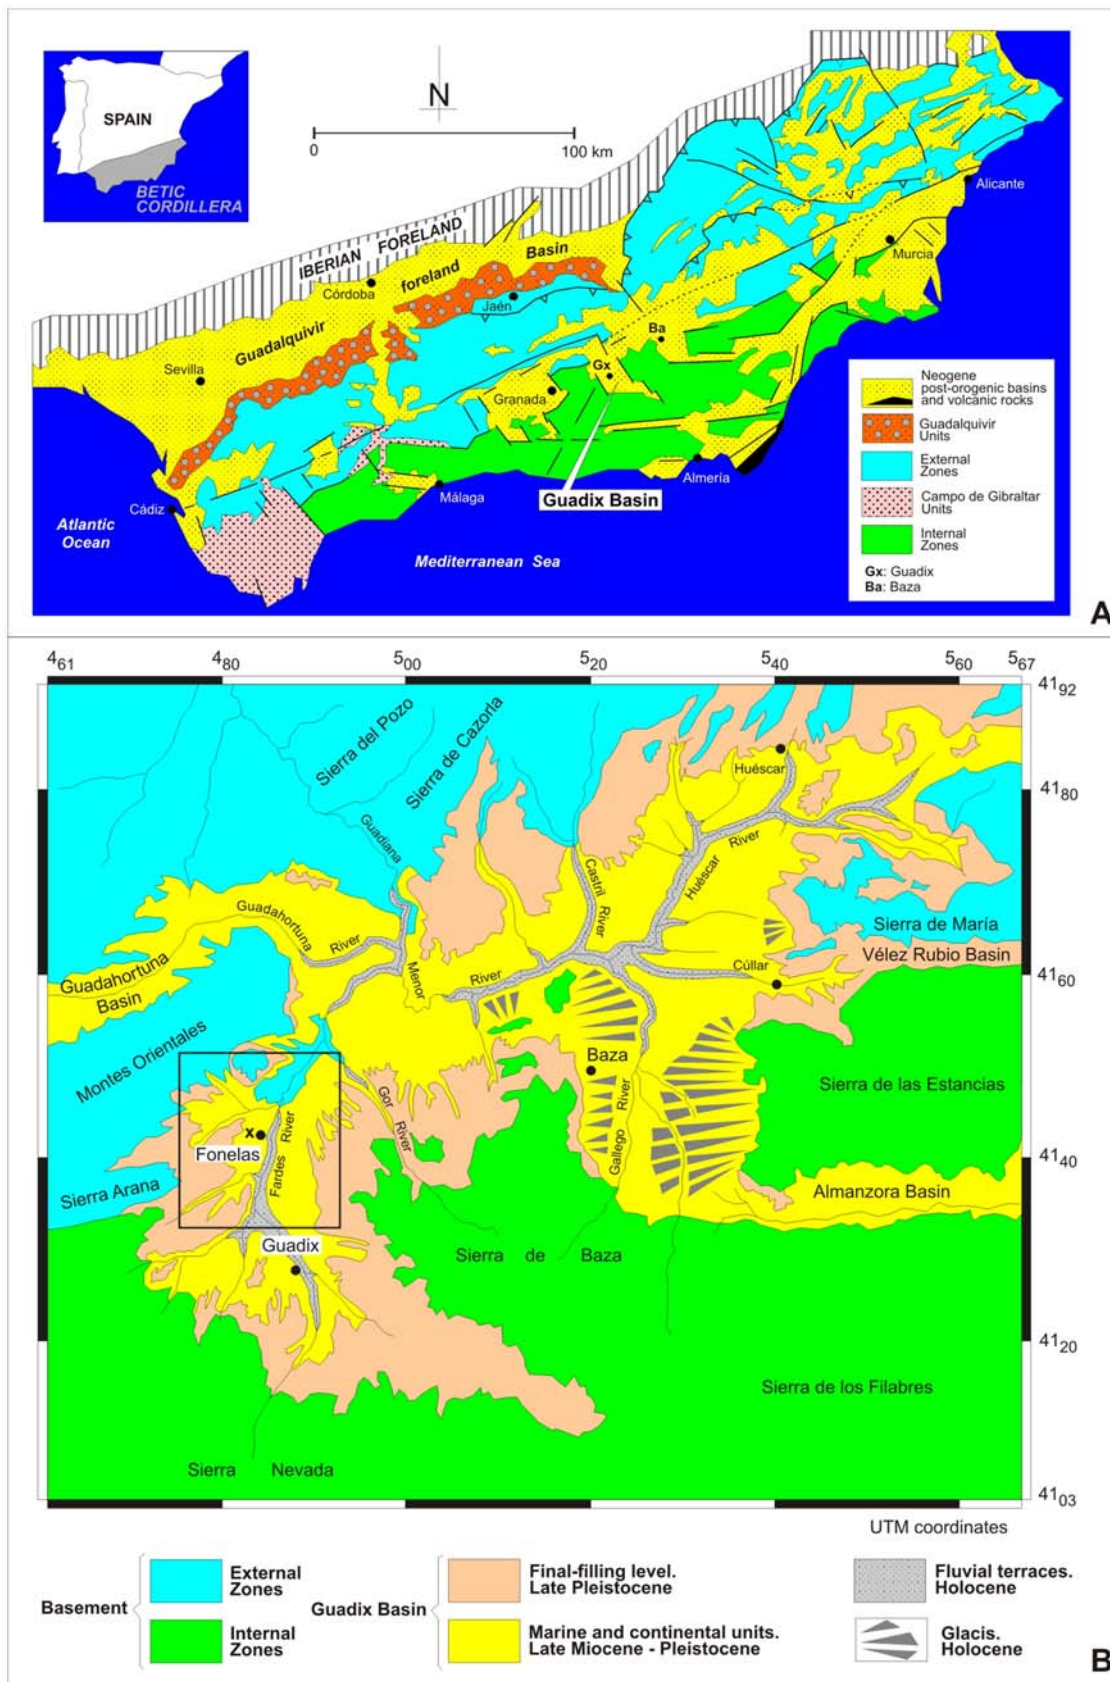 SPAIN
BETIC
CORDILLERA
N
0
100 km
IBERIAN FORELAND
Guadalquivir
foreland
Basin
Córdoba
Jaén
Sevilla
Cádiz
Granada
Gx
Ba
Málaga
Almería
Murcia
Alicante
Guadix Basin
Atlantic
Ocean
Mediterranean Sea
Neogene
post-orogenic basins
and volcanic rocks
Guadalquivir
Units
External
Zones
Campo de Gibraltar
Units
Internal
Zones
Gx: Guadix
Ba: Baza
A
461
480
500
520
540
560
567
4192
4180
4160
4140
4120
4103
Sierra del Pozo
Sierra de Cazorla
Huéscar
Guadiana
Menor
Castril
River
Huéscar
River
Guadahortuna
River
Guadahortuna
Basin
River
Cúllar
Sierra de María
Vélez Rubio Basin
Montes Orientales
Baza
Sierra de las Estancias
Gor
River
Gallego
River
X
Fonelas
Fardes
River
Sierra Arana
Almanzora Basin
Guadix
Sierra de Baza
Sierra de los Filabres
Sierra Nevada
UTM coordinates
Basement
External
Zones
Internal
Zones
Guadix Basin
Final-filling level.
Late Pleistocene
Marine and continental units.
Late Miocene - Pleistocene
Fluvial terraces.
Holocene
Glacis.
Holocene
B